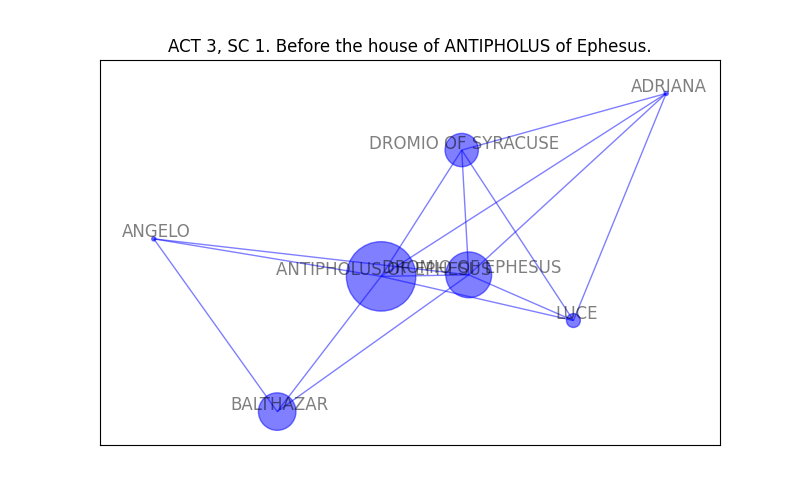 ACT 3, SC 1. Before the house of ANTIPHOLUS of Ephesus.
ADRIANA
DROMIO OF SYRACUSE
ANGELO
ANTIPHOLUS OF EPHESUS
DROMIO OF EPHESUS
LUCE
BALTHAZAR